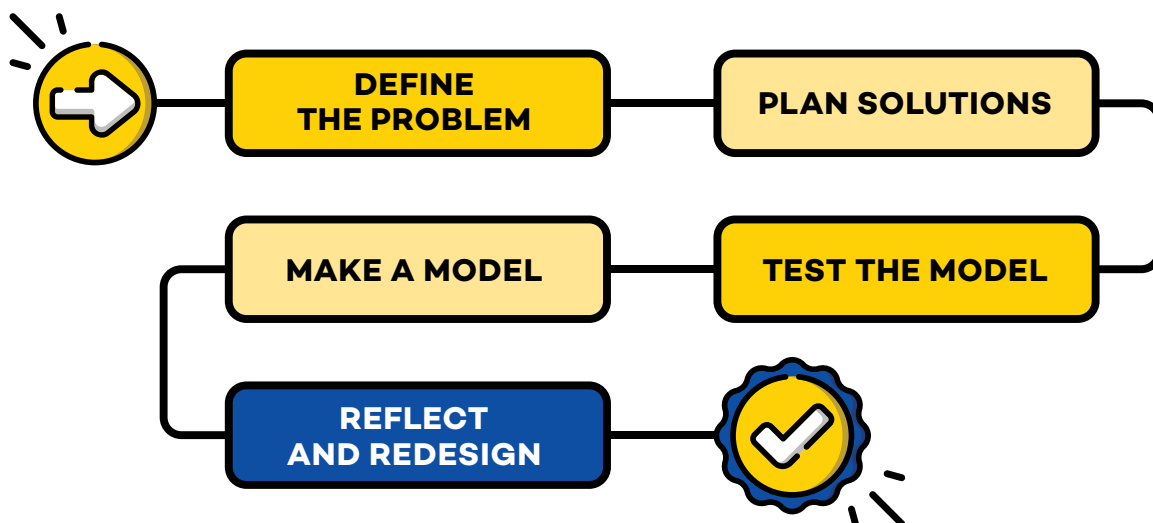 DEFINE
THE PROBLEM
PLAN SOLUTIONS
MAKE A MODEL
TEST THE MODEL
REFLECT
AND REDESIGN